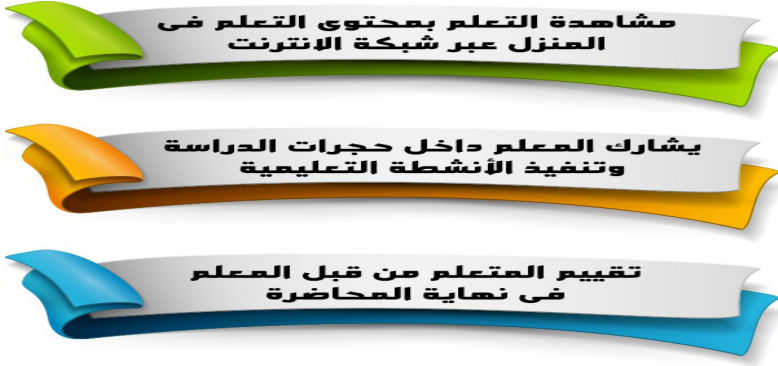 مشاهدة التعلم بمحتوى التعلم فى
المنزل عبر شبكة الانترنت
يشارك المعلم داخل حجرات الدراسة
وتنفيذ الأنشطة التعليمية
تقييم المتعلم من قبل المعلم
فى نهاية المحاضرة